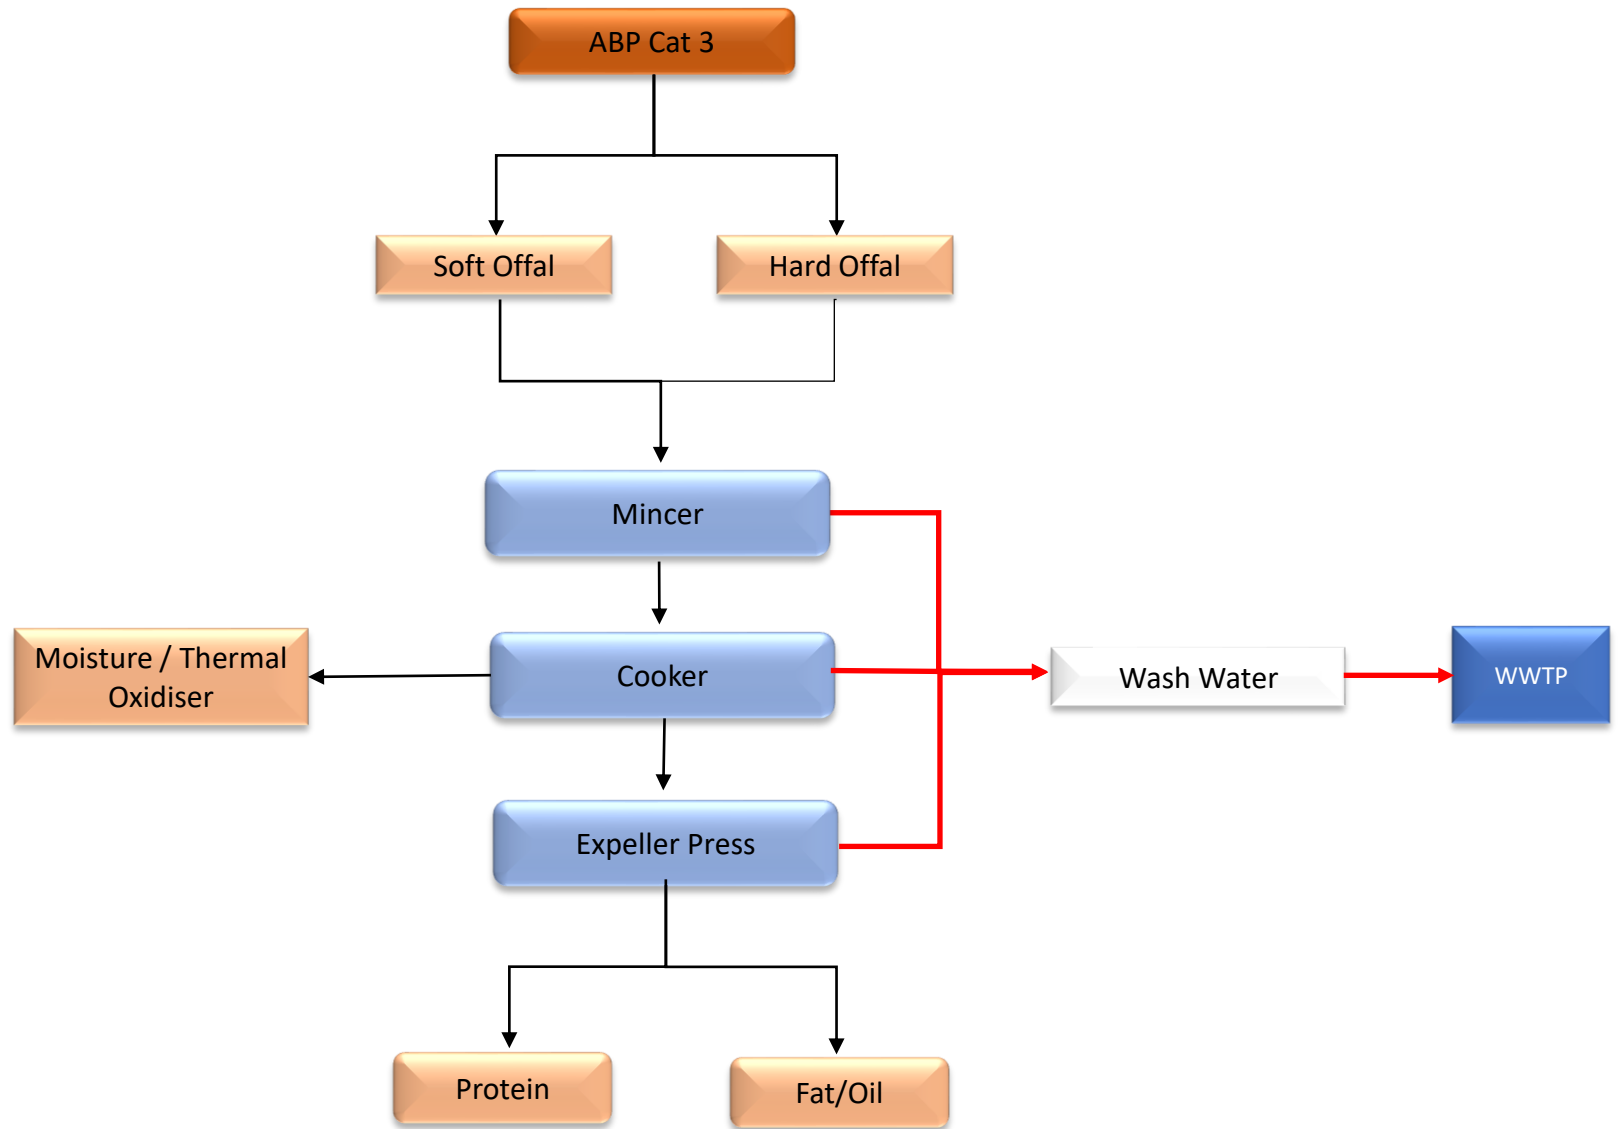 ABP Cat 3
Soft Offal
Hard Offal
Mincer
Moisture / Thermal
Oxidiser
Cooker
Wash Water
WWTP
Expeller Press
Protein
Fat/Oil